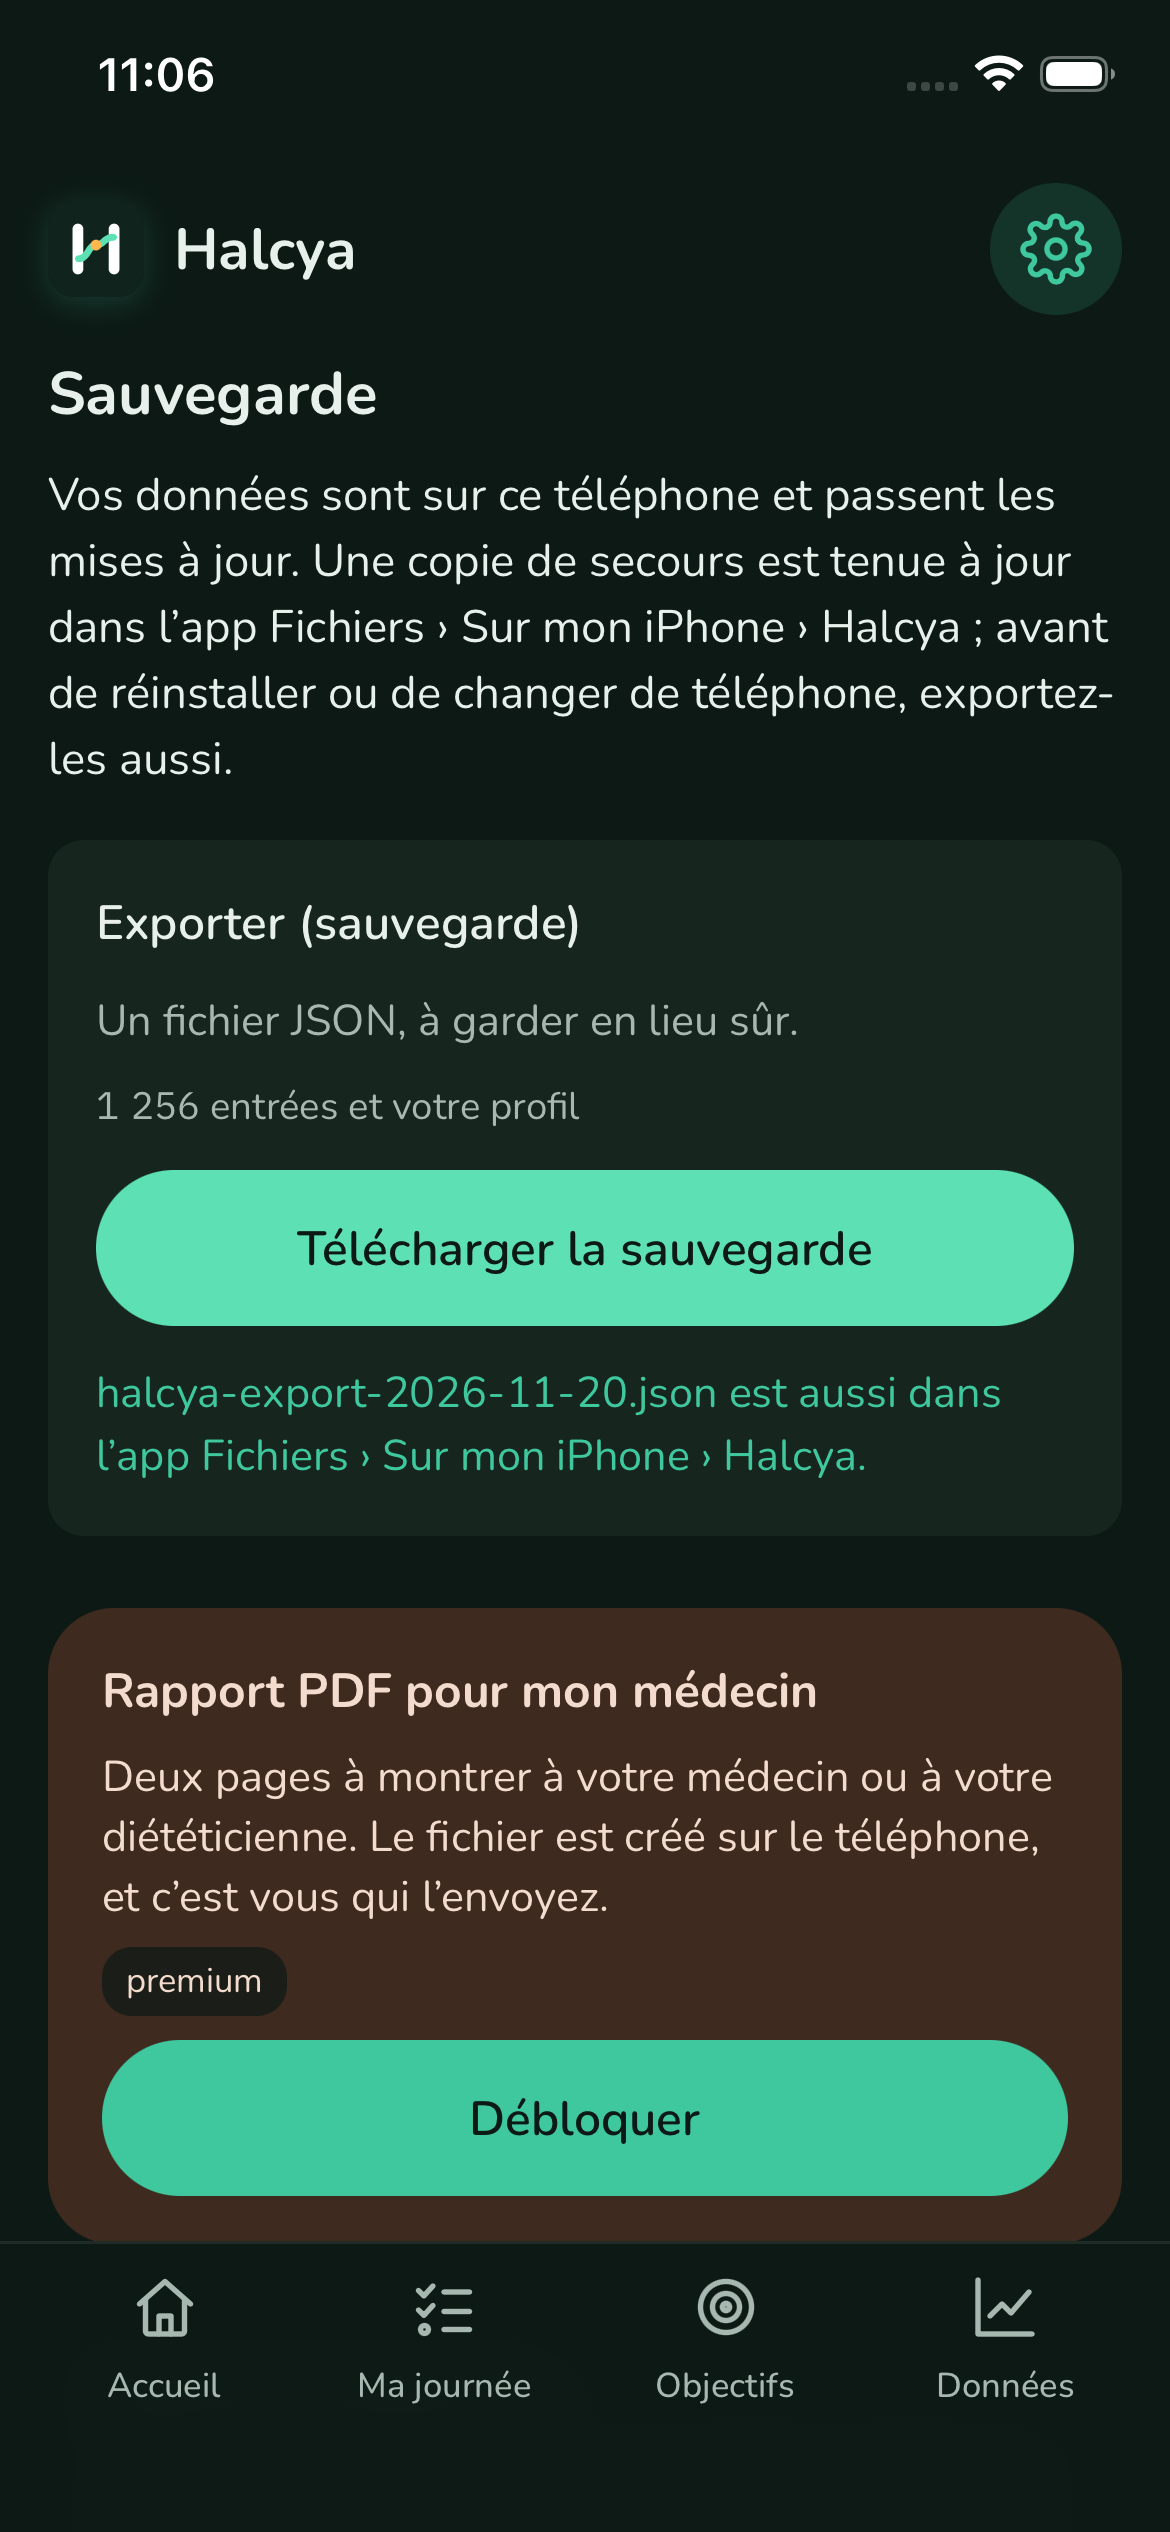 11:06
Halcya
Sauvegarde
Vos données sont sur ce téléphone et passent les
mises à jour. Une copie de secours est tenue à jour
dans l’app Fichiers › Sur mon iPhone › Halcya ; avant
de réinstaller ou de changer de téléphone, exportez-
les aussi.
Exporter (sauvegarde)
Un fichier JSON, à garder en lieu sûr.
1 256 entrées et votre profil
Télécharger la sauvegarde
halcya-export-2026-11-20.json est aussi dans
l’app Fichiers › Sur mon iPhone › Halcya.
Rapport PDF pour mon médecin
Deux pages à montrer à votre médecin ou à votre
diététicienne. Le fichier est créé sur le téléphone,
et c’est vous qui l’envoyez.
premium
Débloquer
Accueil
Ma journée
Objectifs
Données